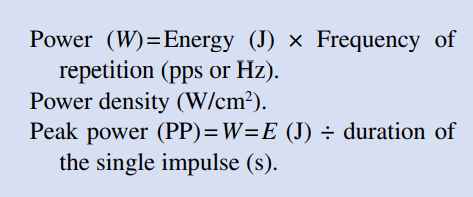 Power (W)=Energy (J) × Frequency of
repetition (pps or Hz).
Power density (W/cm²).
Peak power (PP)=W=E (J) ÷ duration of
the single impulse (s).